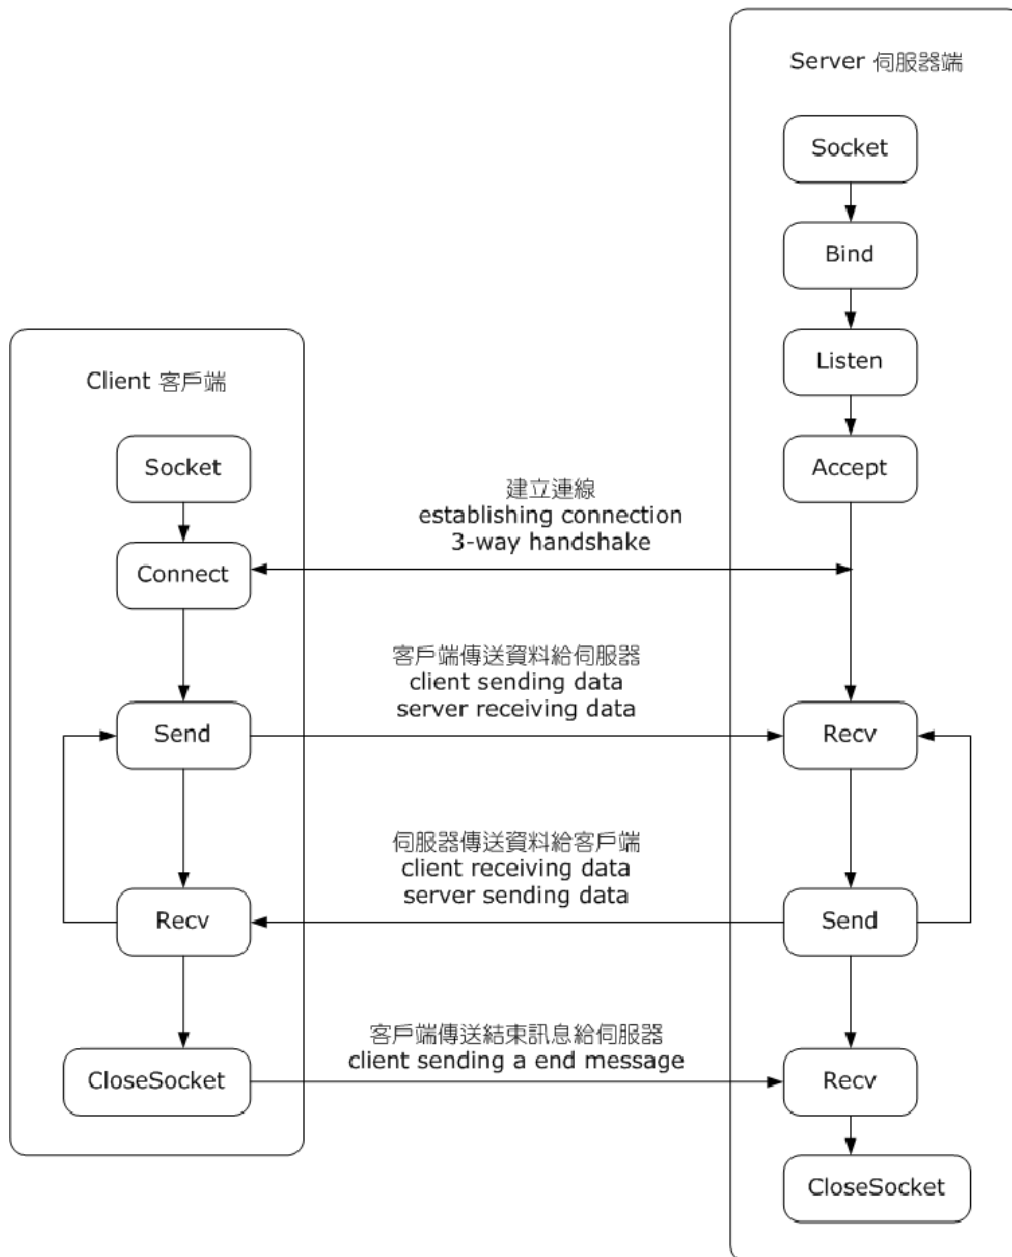 Server 伺服器端
Socket
Bind
Listen
Accept
Client 客戶端
Socket
Connect
建立連線
establishing connection
3-way handshake
客戶端傳送資料給伺服器
client sending data
server receiving data
Send
Recv
伺服器傳送資料給客戶端
client receiving data
server sending data
Recv
Send
客戶端傳送結束訊息給伺服器
client sending a end message
CloseSocket
Recv
CloseSocket